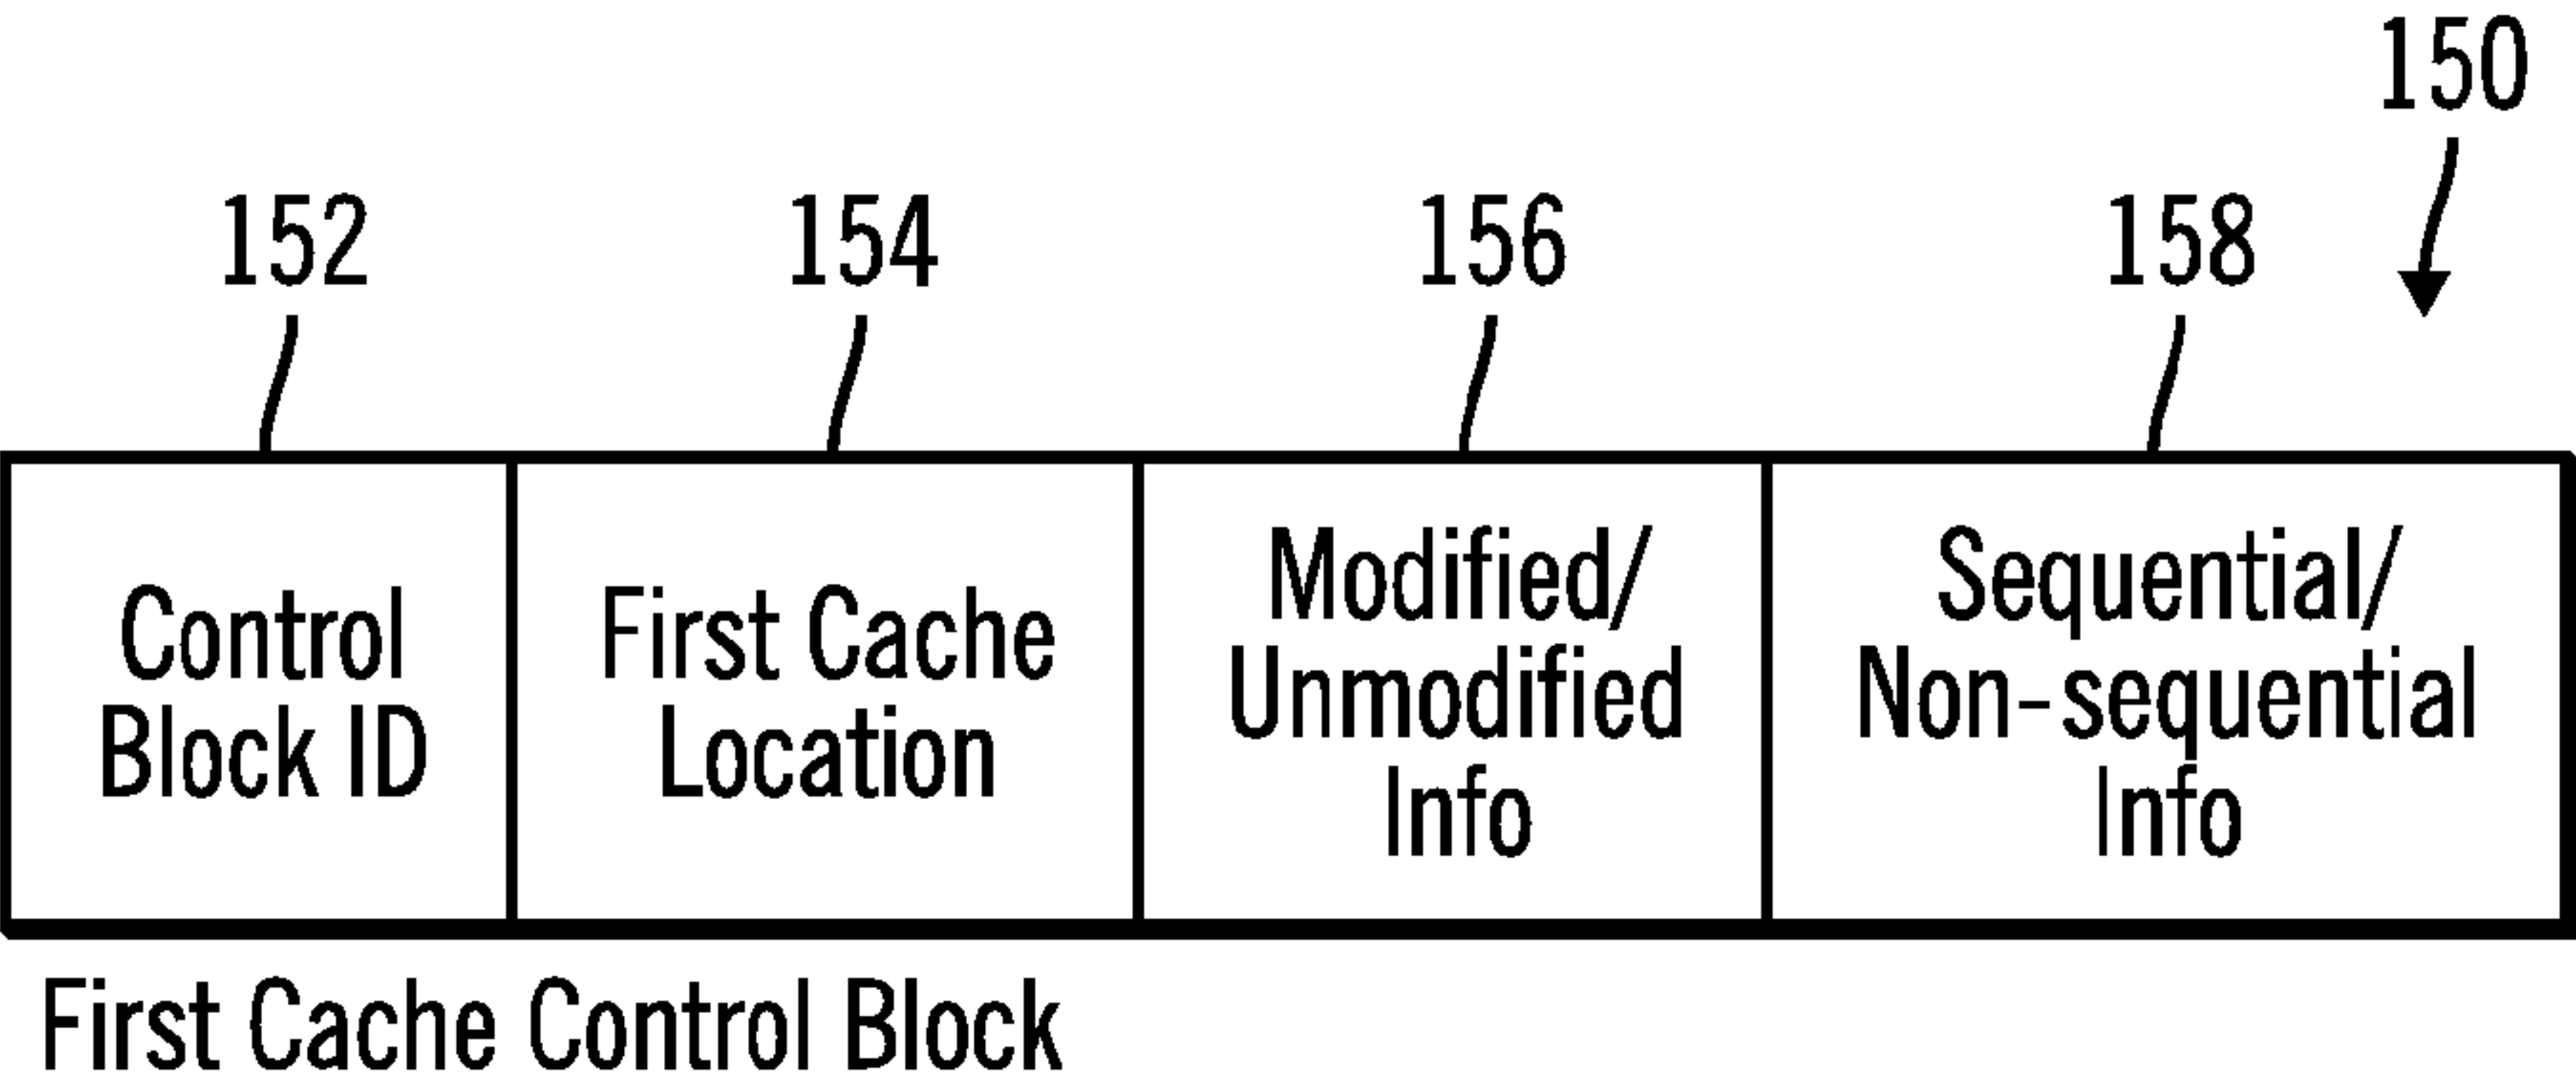 150
152 154 156 158
Control
Block ID
First Cache
Location
Modified/
Unmodified
Info
Sequential/
Non-sequential
Info
First Cache Control Block